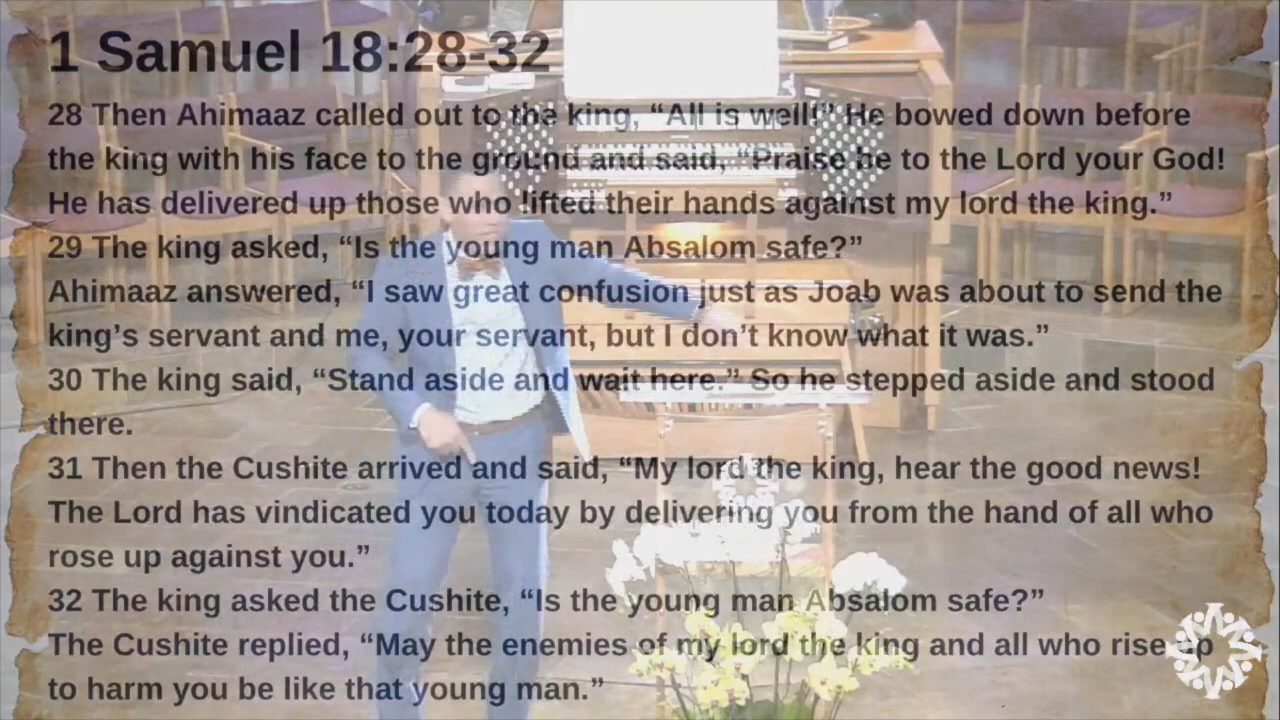 1 Samuel 18:28-32
28 Then Ahimaaz called out to the king, “All is well!” He bowed down before
the king with his face to the ground and said, “Praise be to the Lord your God!
He has delivered up those who lifted their hands against my lord the king.”
29 The king asked, “Is the young man Absalom safe?”
Ahimaaz answered, “I saw great confusion just as Joab was about to send the
king’s servant and me, your servant, but I don’t know what it was.”
30 The king said, “Stand aside and wait here.” So he stepped aside and stood
there.
31 Then the Cushite arrived and said, “My lord the king, hear the good news!
The Lord has vindicated you today by delivering you from the hand of all who
rose up against you.”
32 The king asked the Cushite, “Is the young man Absalom safe?”
The Cushite replied, “May the enemies of my lord the king and all who rise up
to harm you be like that young man.”